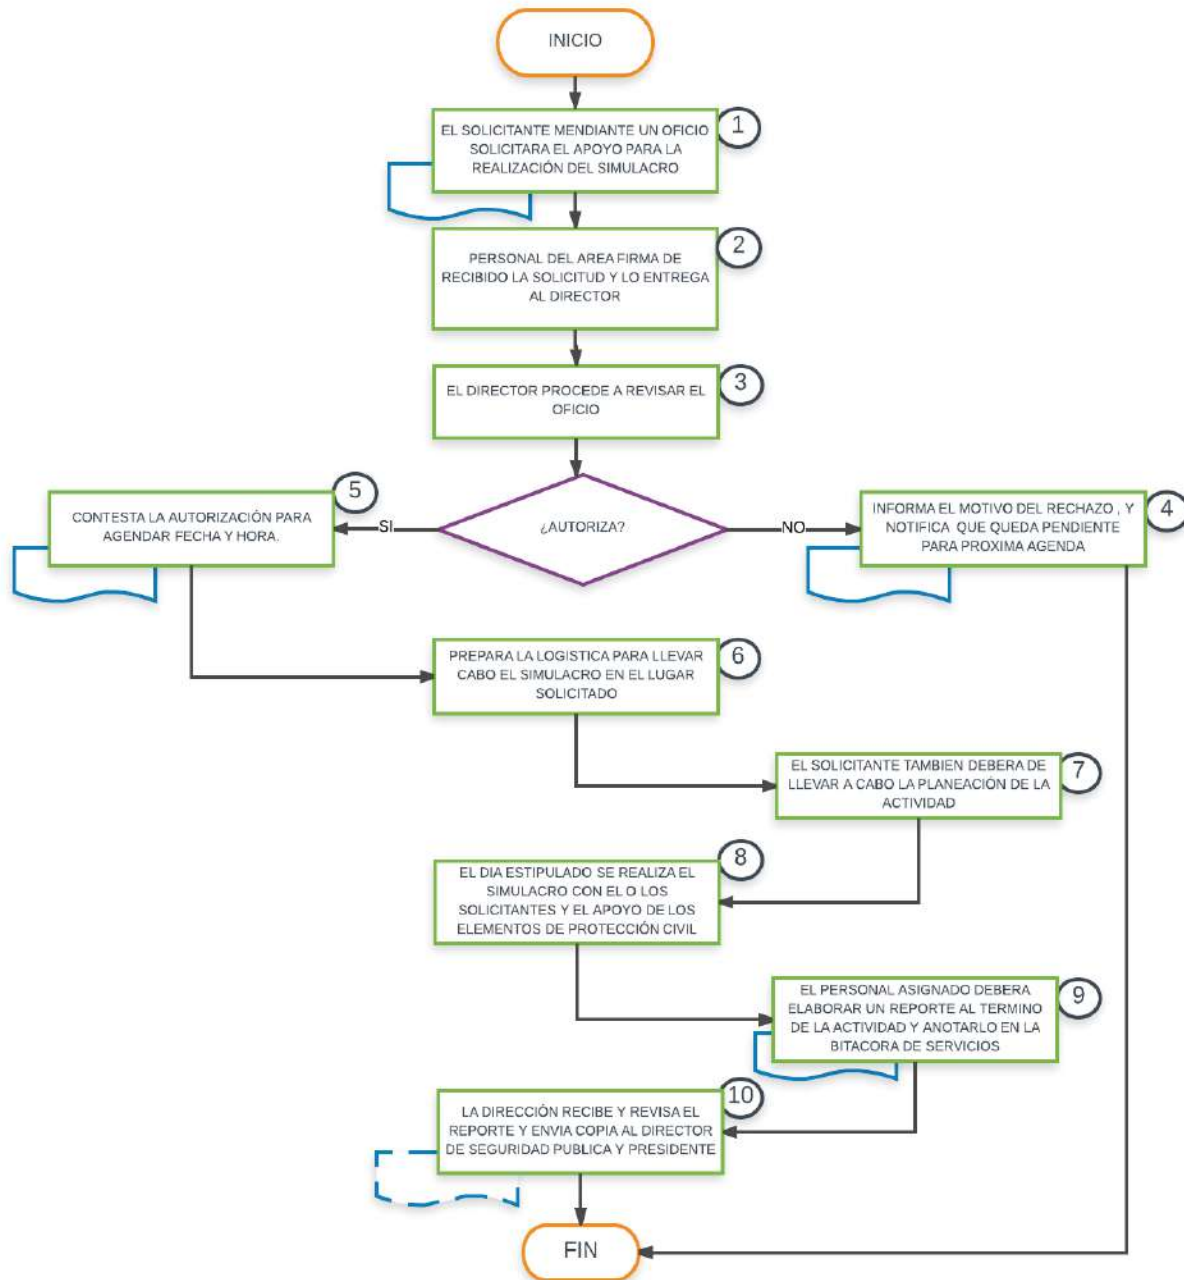 INICIO
1
EL SOLICITANTE MENDIANTE UN OFICIO
SOLICITARA EL APOYO PARA LA
REALIZACIÓN DEL SIMULACRO
2
PERSONAL DEL AREA FIRMA DE
RECIBIDO LA SOLICITUD Y LO ENTREGA
AL DIRECTOR
3
EL DIRECTOR PROCEDE A REVISAR EL
OFICIO
¿AUTORIZA?
SI
NO
5
CONTESTA LA AUTORIZACIÓN PARA
AGENDAR FECHA Y HORA.
4
INFORMA EL MOTIVO DEL RECHAZO , Y
NOTIFICA QUE QUEDA PENDIENTE
PARA PROXIMA AGENDA
6
PREPARA LA LOGISTICA PARA LLEVAR
CABO EL SIMULACRO EN EL LUGAR
SOLICITADO
7
EL SOLICITANTE TAMBIEN DEBERA DE
LLEVAR A CABO LA PLANEACIÓN DE LA
ACTIVIDAD
8
EL DIA ESTIPULADO SE REALIZA EL
SIMULACRO CON EL O LOS
SOLICITANTES Y EL APOYO DE LOS
ELEMENTOS DE PROTECCIÓN CIVIL
9
EL PERSONAL ASIGNADO DEBERA
ELABORAR UN REPORTE AL TERMINO
DE LA ACTIVIDAD Y ANOTARLO EN LA
BITACORA DE SERVICIOS
10
LA DIRECCIÓN RECIBE Y REVISA EL
REPORTE Y ENVIA COPIA AL DIRECTOR
DE SEGURIDAD PUBLICA Y PRESIDENTE
FIN